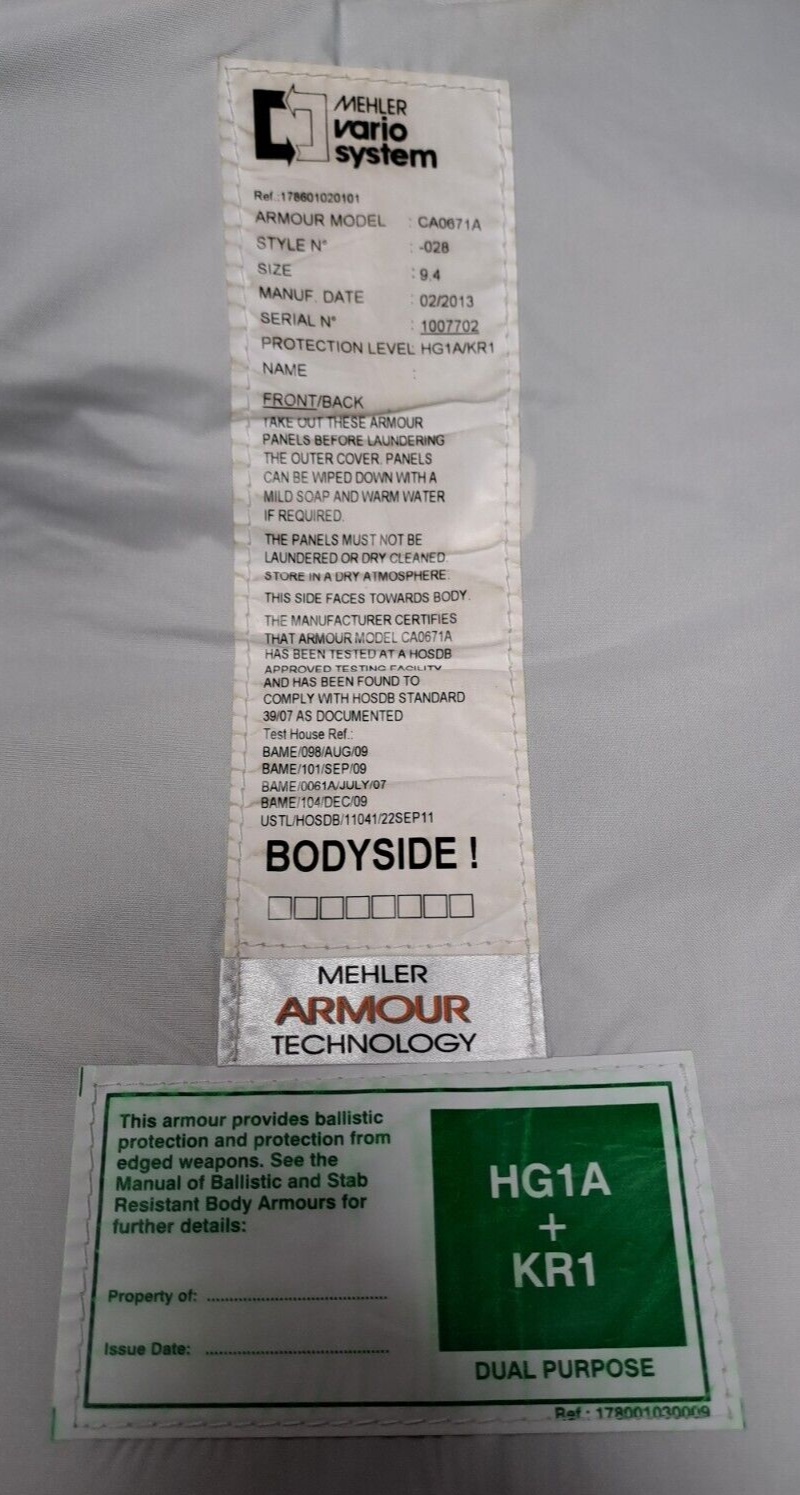 MEHLER
vario
system
Ref.:178601020101
ARMOUR MODEL : CA0671A
STYLE N° : -028
SIZE : 9.4
MANUF. DATE : 02/2013
SERIAL N° : 1007702
PROTECTION LEVEL: HG1A/KR1
NAME :
FRONT/BACK
TAKE OUT THESE ARMOUR
PANELS BEFORE LAUNDERING
THE OUTER COVER. PANELS
CAN BE WIPED DOWN WITH A
MILD SOAP AND WARM WATER
IF REQUIRED.
THE PANELS MUST NOT BE
LAUNDERED OR DRY CLEANED.
STORE IN A DRY ATMOSPHERE.
THIS SIDE FACES TOWARDS BODY.
THE MANUFACTURER CERTIFIES
THAT ARMOUR MODEL CA0671A
HAS BEEN TESTED AT A HOSDB
APPROVED TESTING FACILITY
AND HAS BEEN FOUND TO
COMPLY WITH HOSDB STANDARD
39/07 AS DOCUMENTED
Test House Ref.:
BAME/098/AUG/09
BAME/101/SEP/09
BAME/0061A/JULY/07
BAME/104/DEC/09
USTL/HOSDB/11041/22SEP11
BODYSIDE !
MEHLER
ARMOUR
TECHNOLOGY
This armour provides ballistic
protection and protection from
edged weapons. See the
Manual of Ballistic and Stab
Resistant Body Armours for
further details:
Property of: ........................................
Issue Date: ........................................
HG1A
+
KR1
DUAL PURPOSE
Ref : 178001030009